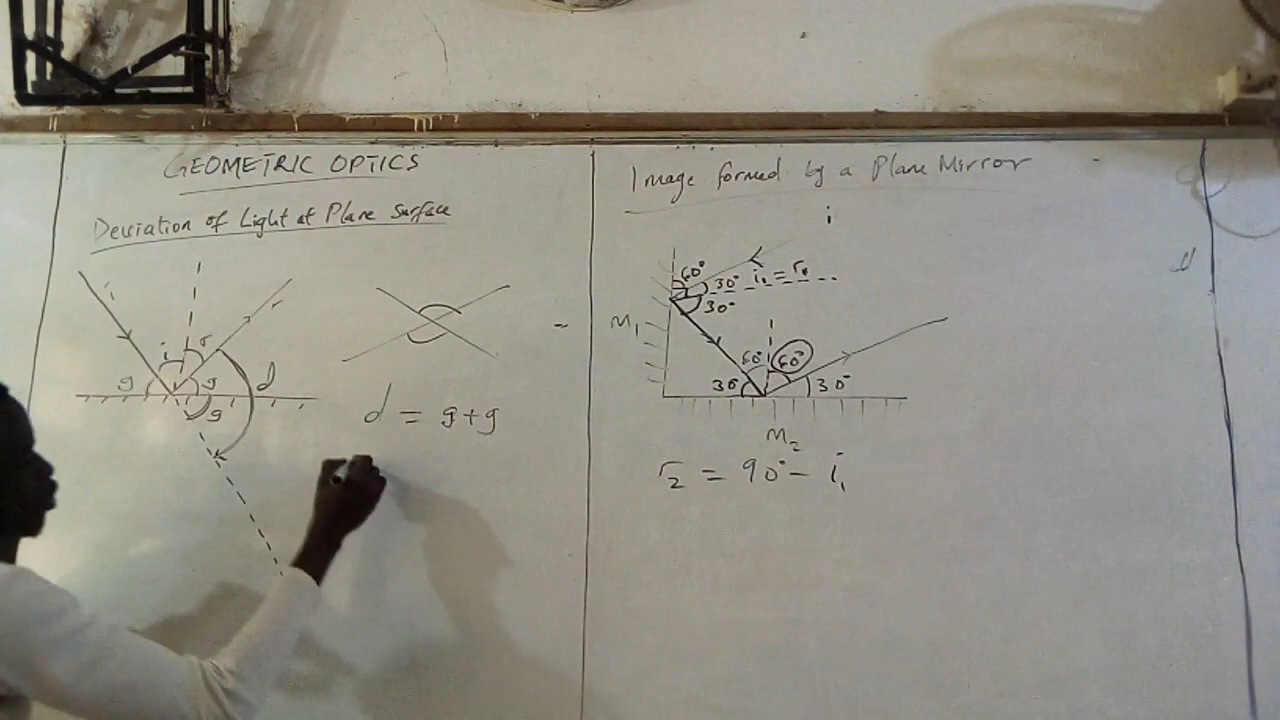 GEOMETRIC OPTICS
Deviation of Light at Plane Surface
i r
g g d
g
d = g+g
Image formed by a Plane Mirror
i
60°
30°
30°
M₁
60° 60°
30° 30°
M₂
r₂ = 90° - i₁